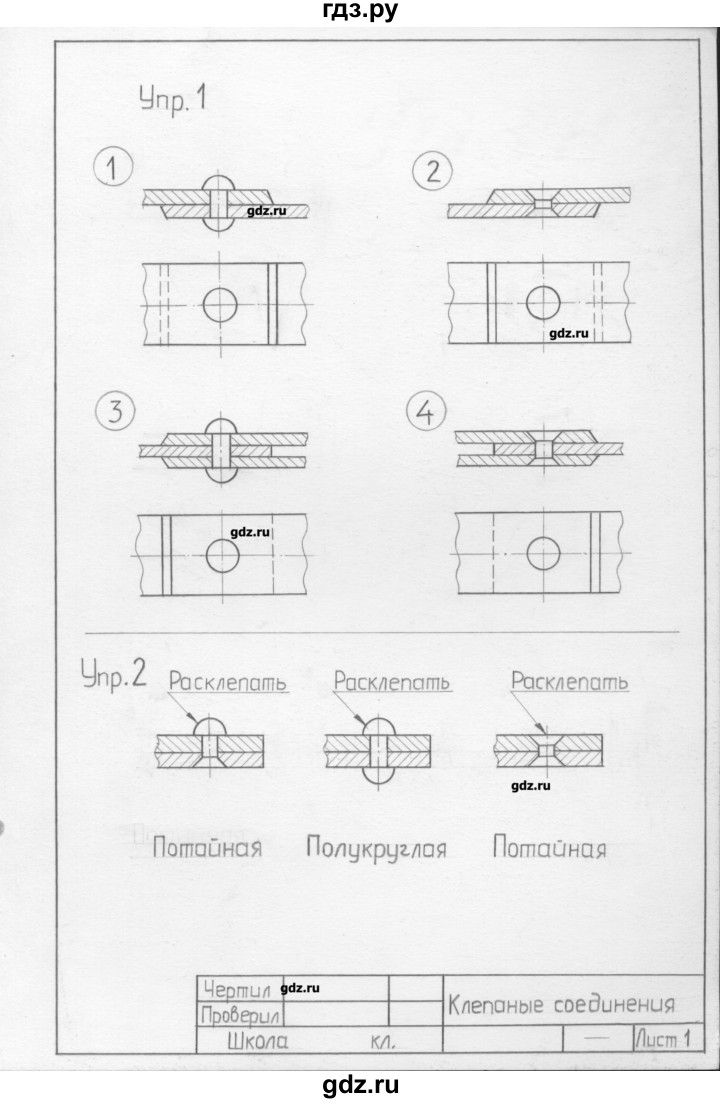 гдз.ру
Упр. 1
1
2
gdz.ru
gdz.ru
3
4
gdz.ru
Упр. 2
Расклепать
Расклепать
Расклепать
gdz.ru
Потайная
Полукруглая
Потайная
Чертил
gdz.ru
Проверил
Клепаные соединения
Школа кл.
—
Лист 1
gdz.ru